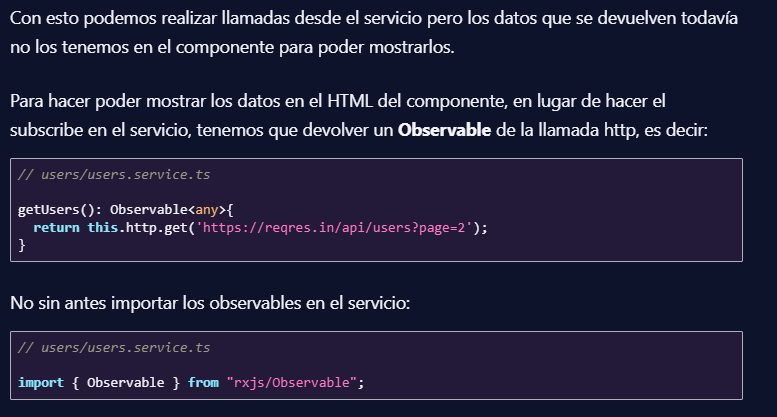 Con esto podemos realizar llamadas desde el servicio pero los datos que se devuelven todavía
no los tenemos en el componente para poder mostrarlos.
Para hacer poder mostrar los datos en el HTML del componente, en lugar de hacer el
subscribe en el servicio, tenemos que devolver un Observable de la llamada http, es decir:
// users/users.service.ts
getUsers(): Observable<any>{
  return this.http.get('https://reqres.in/api/users?page=2');
}
No sin antes importar los observables en el servicio:
// users/users.service.ts
import { Observable } from "rxjs/Observable";